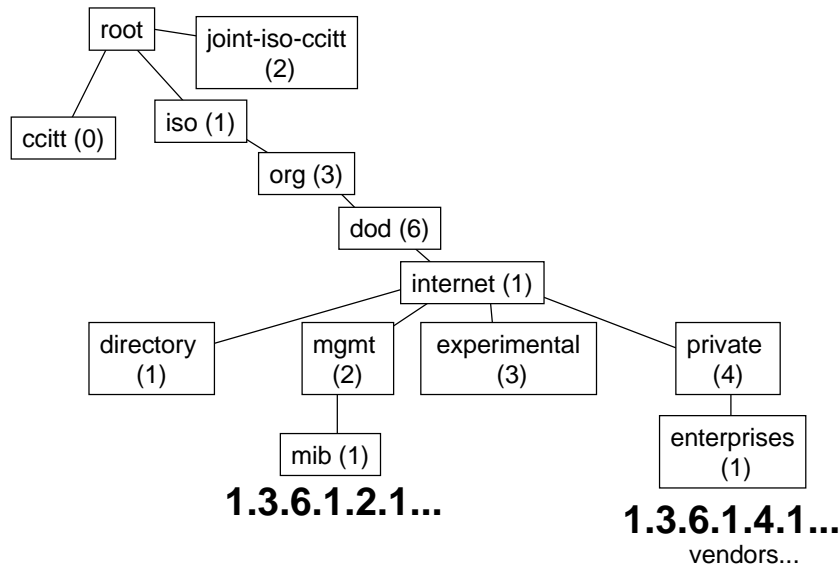 root
joint-iso-ccitt
(2)
ccitt (0)
iso (1)
org (3)
dod (6)
internet (1)
directory
(1)
mgmt
(2)
experimental
(3)
private
(4)
mib (1)
enterprises
(1)
1.3.6.1.2.1...
1.3.6.1.4.1...
vendors...